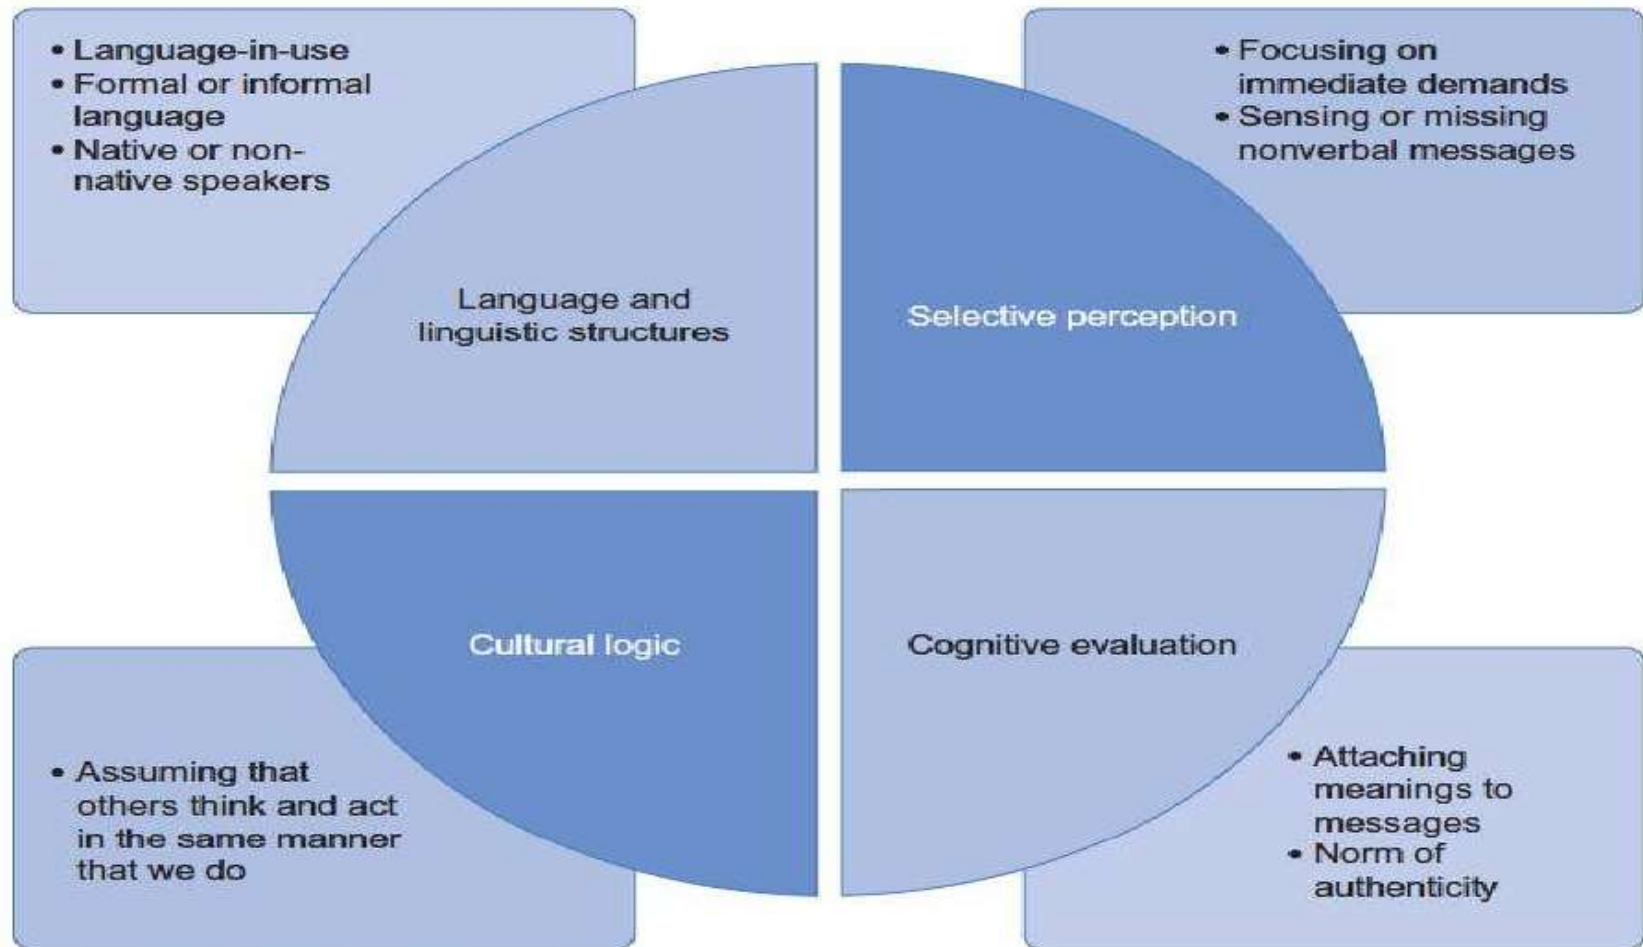 • Language-in-use
• Formal or informal
language
• Native or non-
native speakers
• Focusing on
immediate demands
• Sensing or missing
nonverbal messages
Language and
linguistic structures
Selective perception
Cultural logic
Cognitive evaluation
• Assuming that
others think and act
in the same manner
that we do
• Attaching
meanings to
messages
• Norm of
authenticity